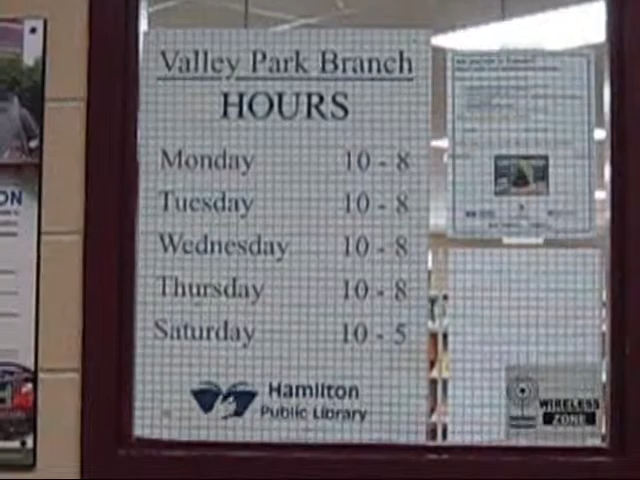 Valley Park Branch
HOURS
Monday 10 - 8
Tuesday 10 - 8
Wednesday 10 - 8
Thursday 10 - 8
Saturday 10 - 5
Hamilton
Public Library
WIRELESS
ZONE
ON